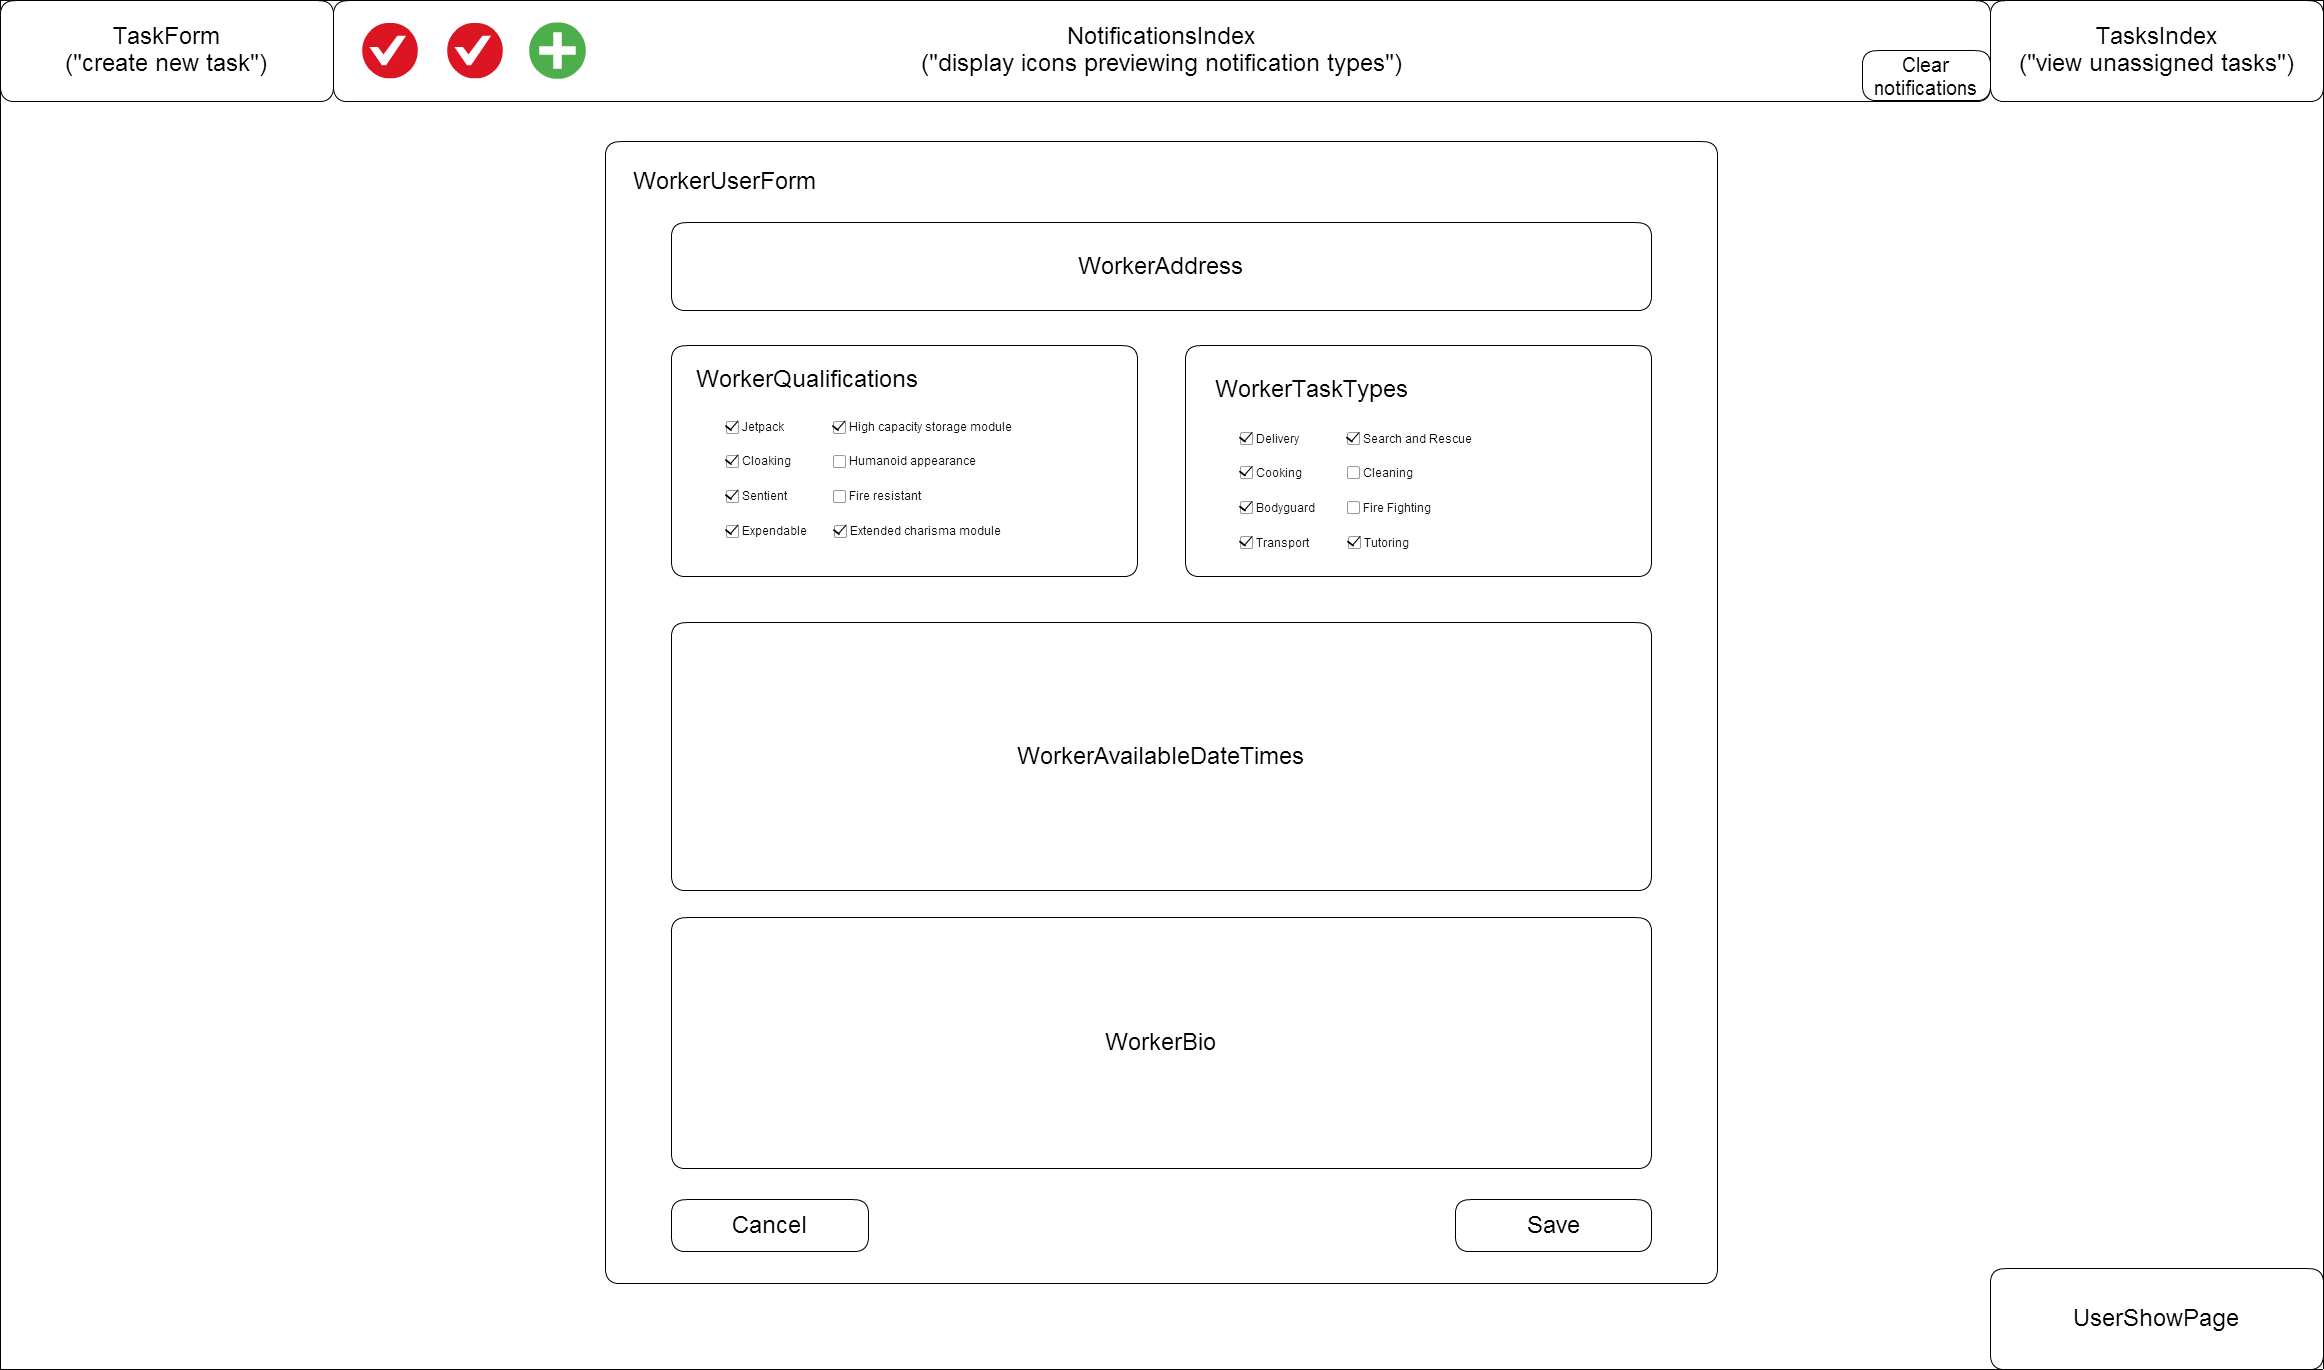 TaskForm
("create new task")
NotificationsIndex
("display icons previewing notification types")
Clear
notifications
TasksIndex
("view unassigned tasks")
WorkerUserForm
WorkerAddress
WorkerQualifications
Jetpack
High capacity storage module
Cloaking
Humanoid appearance
Sentient
Fire resistant
Expendable
Extended charisma module
WorkerTaskTypes
Delivery
Search and Rescue
Cooking
Cleaning
Bodyguard
Fire Fighting
Transport
Tutoring
WorkerAvailableDateTimes
WorkerBio
Cancel
Save
UserShowPage